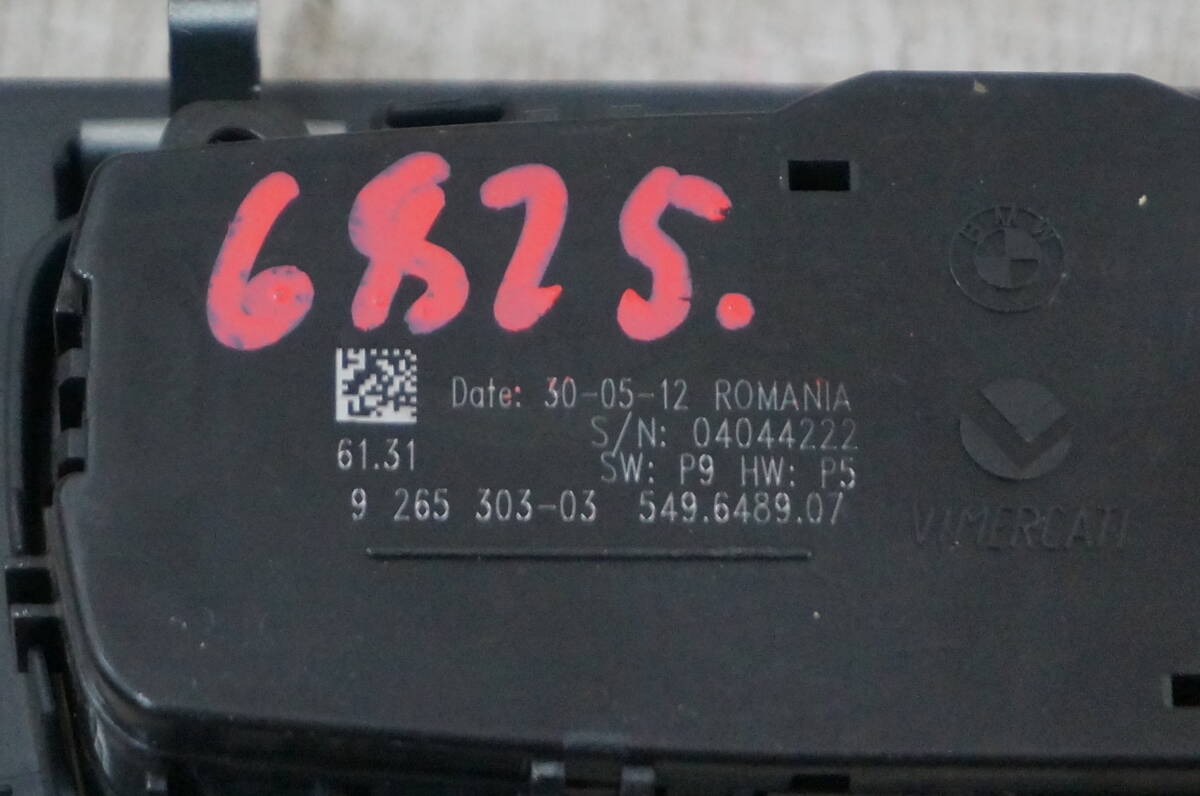 6825.
BMW
Date: 30-05-12 ROMANIA
S/N: 04044222
61.31
SW: P9 HW: P5
9 265 303-03 549.6489.07
VIMERCATI